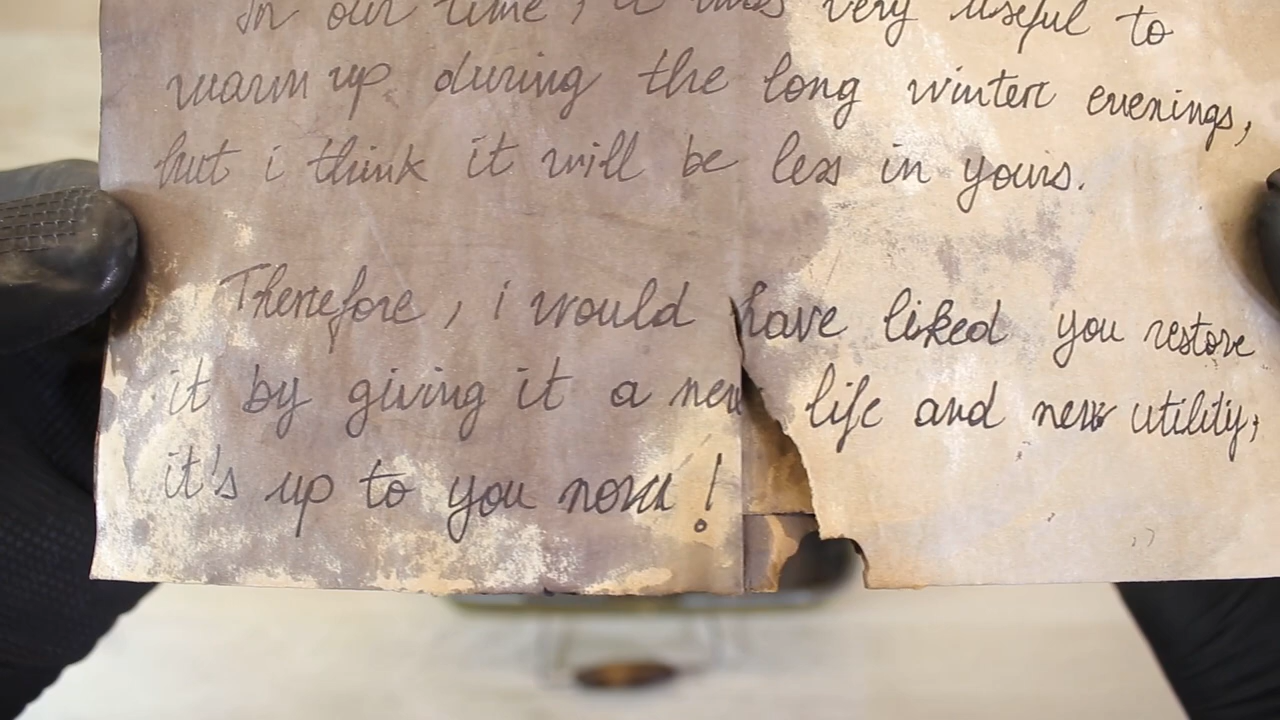 In our time, it was very useful to
warm up during the long winter evenings,
but i think it will be less in yours.
Therefore, i would have liked you restore
it by giving it a new life and new utility,
it's up to you now !